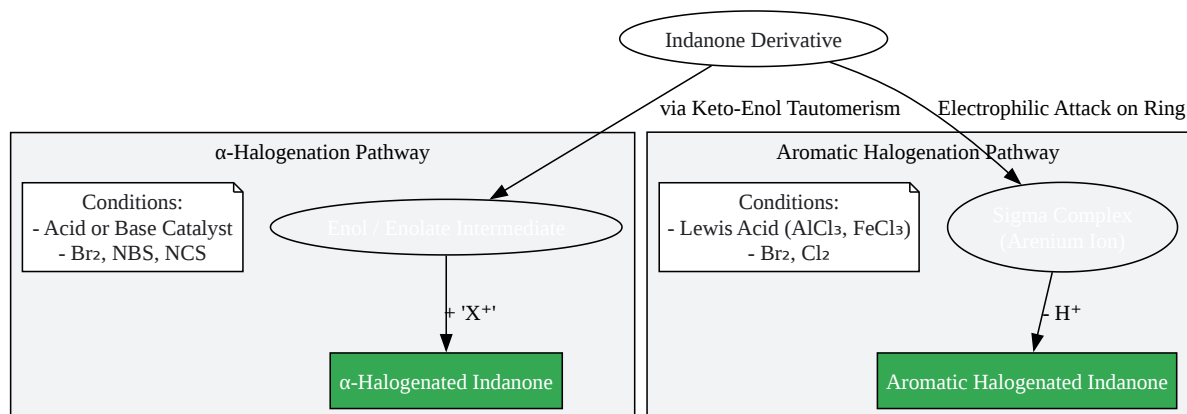 Indanone Derivative
via Keto-Enol Tautomerism
Electrophilic Attack on Ring
α-Halogenation Pathway
Conditions:
- Acid or Base Catalyst
- Br₂, NBS, NCS
Enol / Enolate Intermediate
+ 'X⁺'
α-Halogenated Indanone
Aromatic Halogenation Pathway
Conditions:
- Lewis Acid (AlCl₃, FeCl₃)
- Br₂, Cl₂
Sigma Complex
(Arenium Ion)
- H⁺
Aromatic Halogenated Indanone